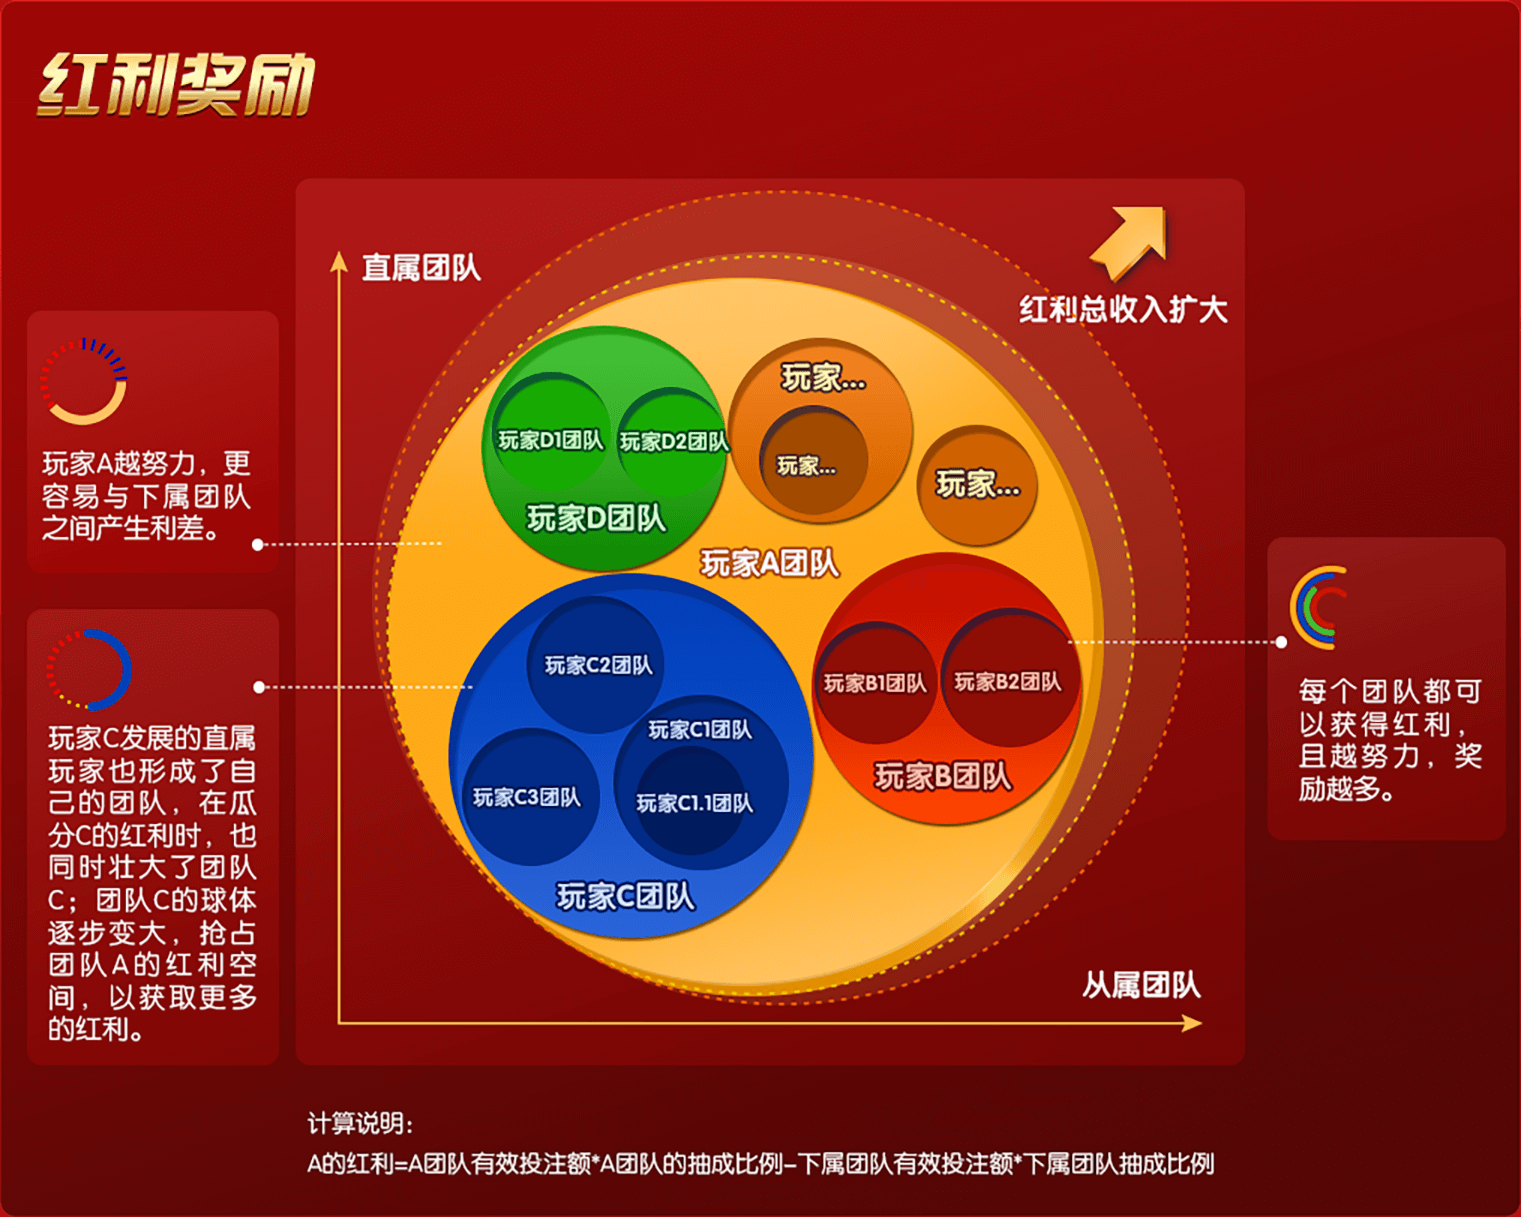 红利奖励
直属团队
红利总收入扩大
玩家A越努力，更
容易与下属团队
之间产生利差。
玩家C发展的直属
玩家也形成了自
己的团队，在瓜
分C的红利时，也
同时壮大了团队
C；团队C的球体
逐步变大，抢占
团队A的红利空
间，以获取更多
的红利。
玩家D1团队
玩家D2团队
玩家D团队
玩家...
玩家...
玩家...
玩家A团队
玩家C2团队
玩家C1团队
玩家C3团队
玩家C1.1团队
玩家C团队
玩家B1团队
玩家B2团队
玩家B团队
每个团队都可
以获得红利，
且越努力，奖
励越多。
从属团队
计算说明：
A的红利=A团队有效投注额*A团队的抽成比例-下属团队有效投注额*下属团队抽成比例